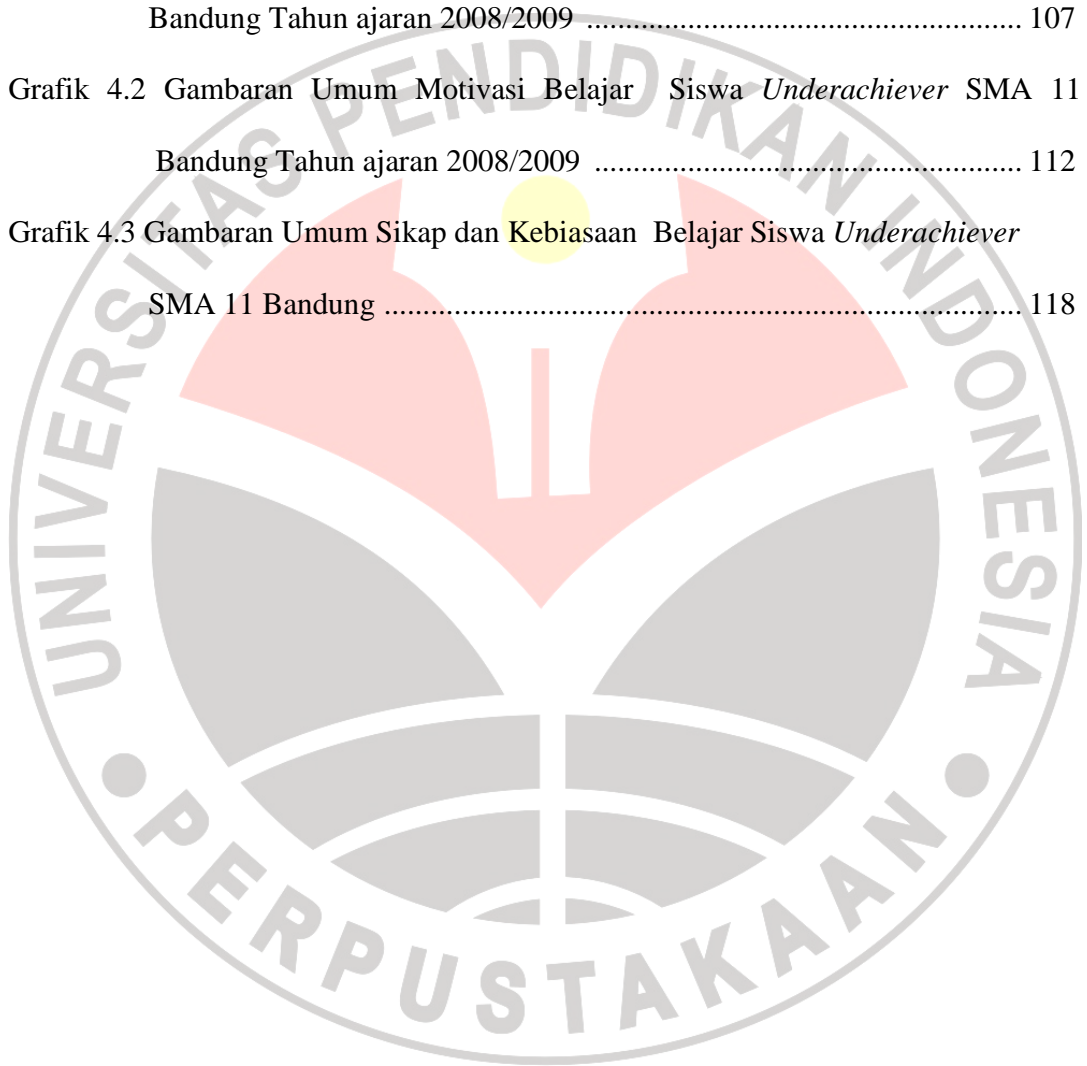 Bandung Tahun ajaran 2008/2009 ........................................................... 107
Grafik 4.2 Gambaran Umum Motivasi Belajar Siswa Underachiever SMA 11
Bandung Tahun ajaran 2008/2009 .......................................................... 112
Grafik 4.3 Gambaran Umum Sikap dan Kebiasaan Belajar Siswa Underachiever
SMA 11 Bandung ...................................................................................... 118
UNIVERSITAS PENDIDIKAN INDONESIA
PERPUSTAKAAN